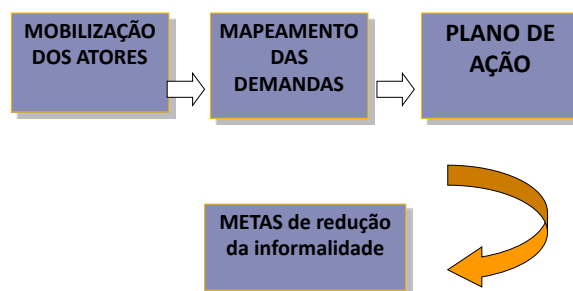 MOBILIZAÇÃO
DOS ATORES
MAPEAMENTO
DAS
DEMANDAS
PLANO DE
AÇÃO
METAS de redução
da informalidade